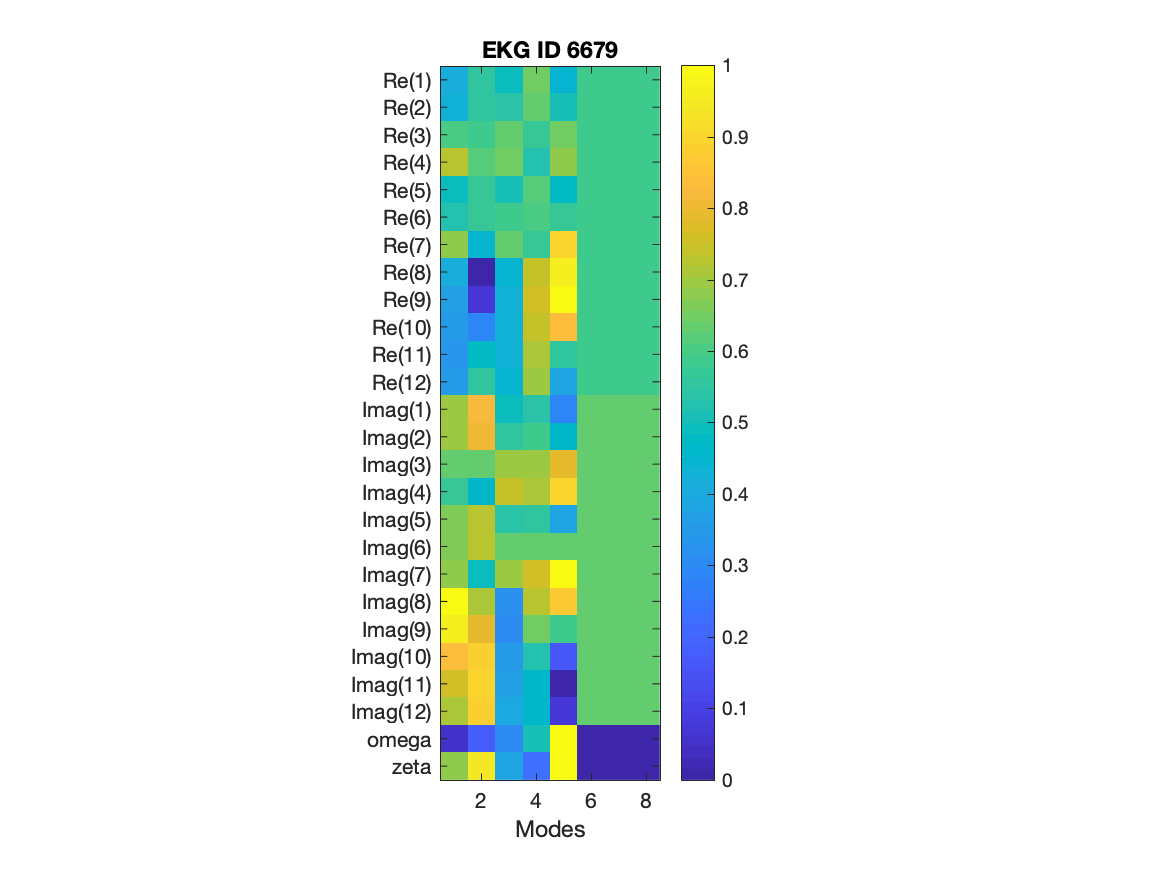 EKG ID 6679
Re(1)
Re(2)
Re(3)
Re(4)
Re(5)
Re(6)
Re(7)
Re(8)
Re(9)
Re(10)
Re(11)
Re(12)
Imag(1)
Imag(2)
Imag(3)
Imag(4)
Imag(5)
Imag(6)
Imag(7)
Imag(8)
Imag(9)
Imag(10)
Imag(11)
Imag(12)
omega
zeta
2 4 6 8
Modes
1
0.9
0.8
0.7
0.6
0.5
0.4
0.3
0.2
0.1
0